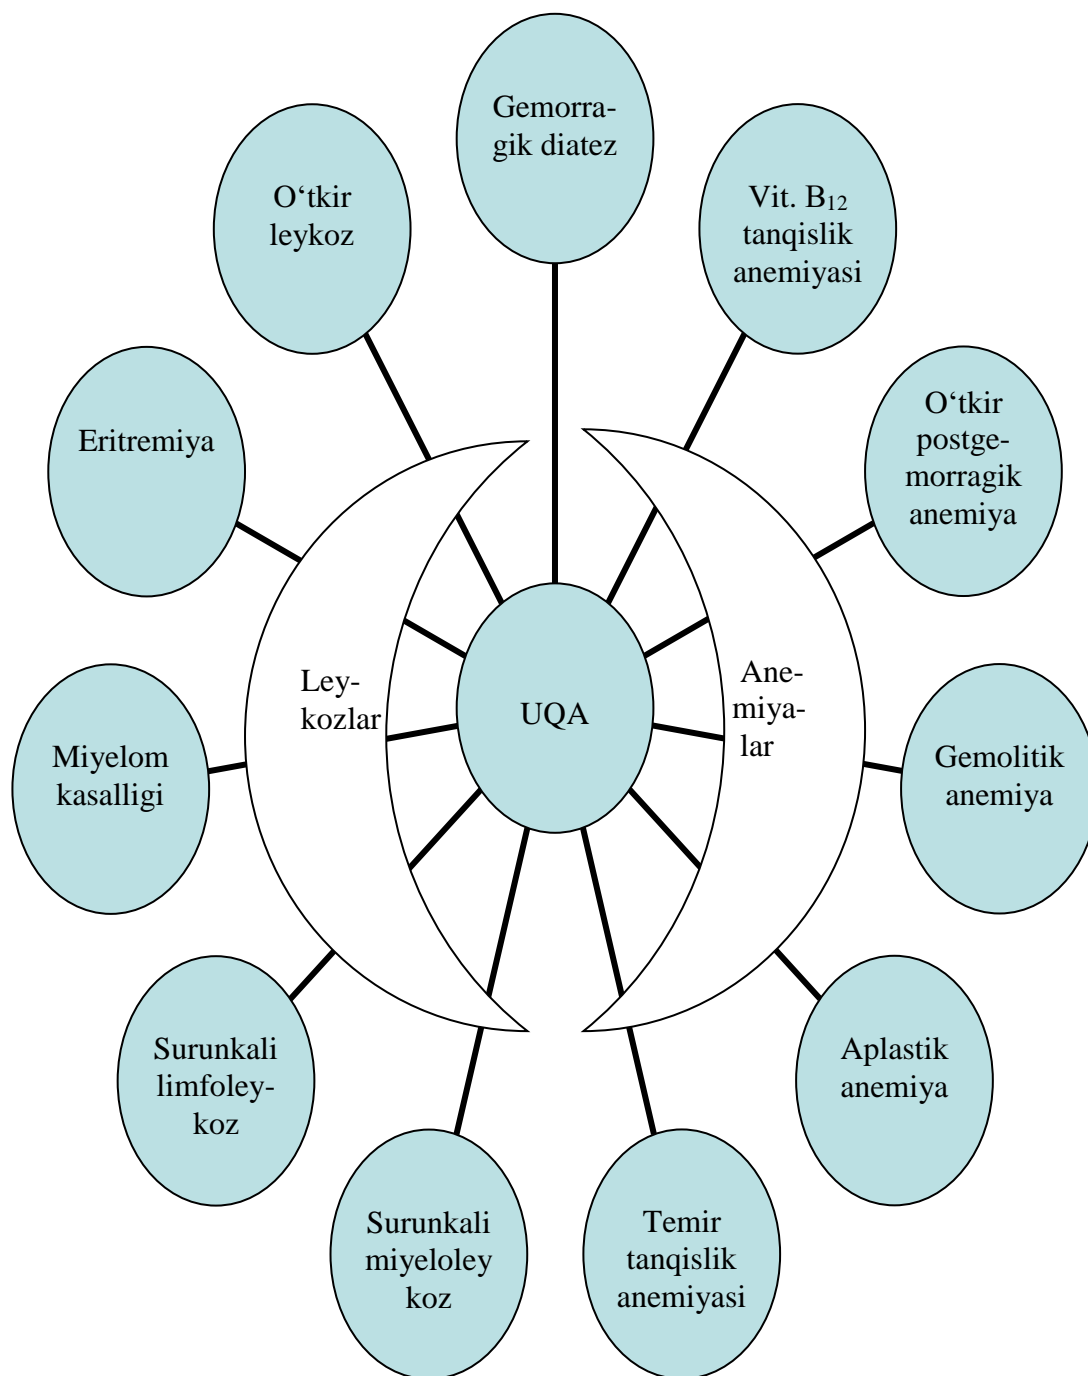 Gemorra-
gik diatez
O‘tkir
leykoz
Vit. B₁₂
tanqislik
anemiyasi
Eritremiya
O‘tkir
postge-
morragik
anemiya
Ley-
kozlar
UQA
Ane-
miya-
lar
Miyelom
kasalligi
Gemolitik
anemiya
Surunkali
limfoley-
koz
Aplastik
anemiya
Surunkali
miyeloley
koz
Temir
tanqislik
anemiyasi